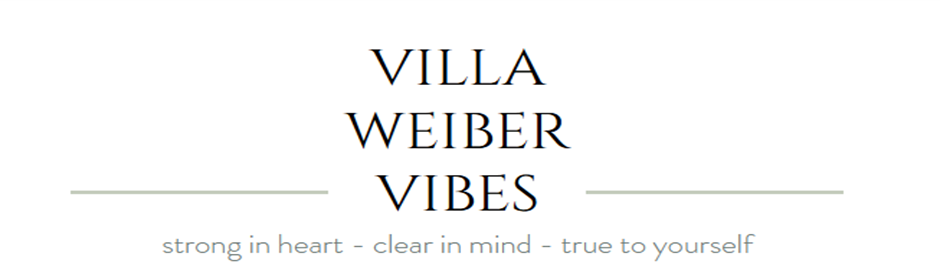 VILLA
WEIBER
VIBES
strong in heart - clear in mind - true to yourself